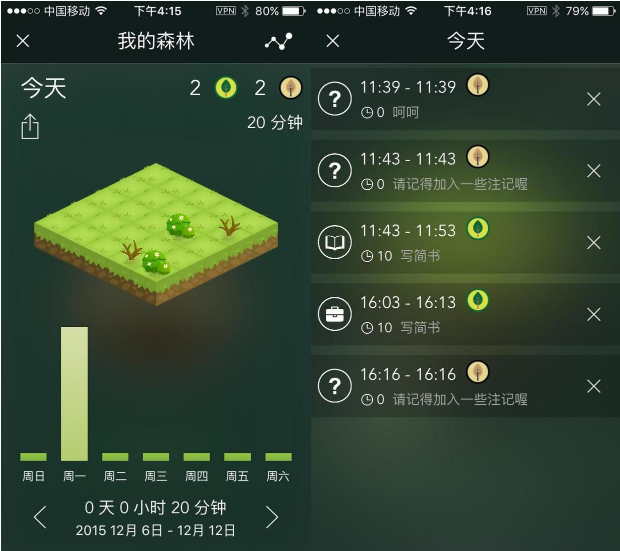 中国移动 下午4:15 VPN 80%
我的森林
今天 2 2
20 分钟
周日 周一 周二 周三 周四 周五 周六
0 天 0 小时 20 分钟
2015 12月 6日 - 12月 12日
中国移动 下午4:16 VPN 79%
今天
11:39 - 11:39
0 呵呵
11:43 - 11:43
0 请记得加入一些注记喔
11:43 - 11:53
10 写简书
16:03 - 16:13
10 写简书
16:16 - 16:16
0 请记得加入一些注记喔